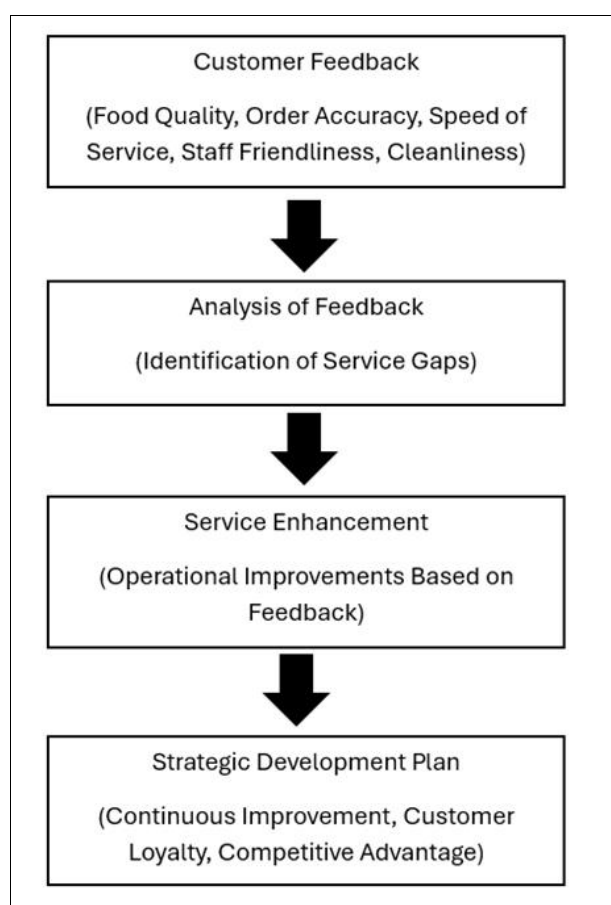 Customer Feedback
(Food Quality, Order Accuracy, Speed of
Service, Staff Friendliness, Cleanliness)
Analysis of Feedback
(Identification of Service Gaps)
Service Enhancement
(Operational Improvements Based on
Feedback)
Strategic Development Plan
(Continuous Improvement, Customer
Loyalty, Competitive Advantage)